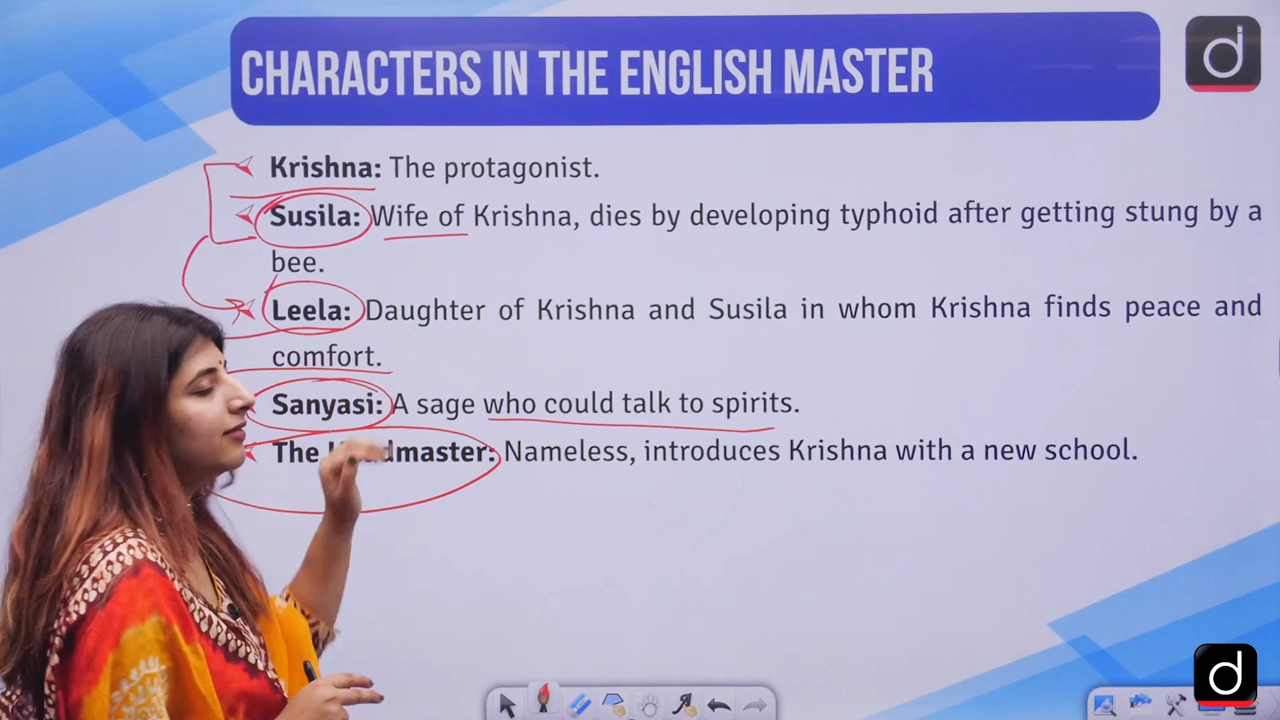 CHARACTERS IN THE ENGLISH MASTER
Krishna: The protagonist.
Susila: Wife of Krishna, dies by developing typhoid after getting stung by a
bee.
Leela: Daughter of Krishna and Susila in whom Krishna finds peace and
comfort.
Sanyasi: A sage who could talk to spirits.
The Nameless, introduces Krishna with a new school.
d
d